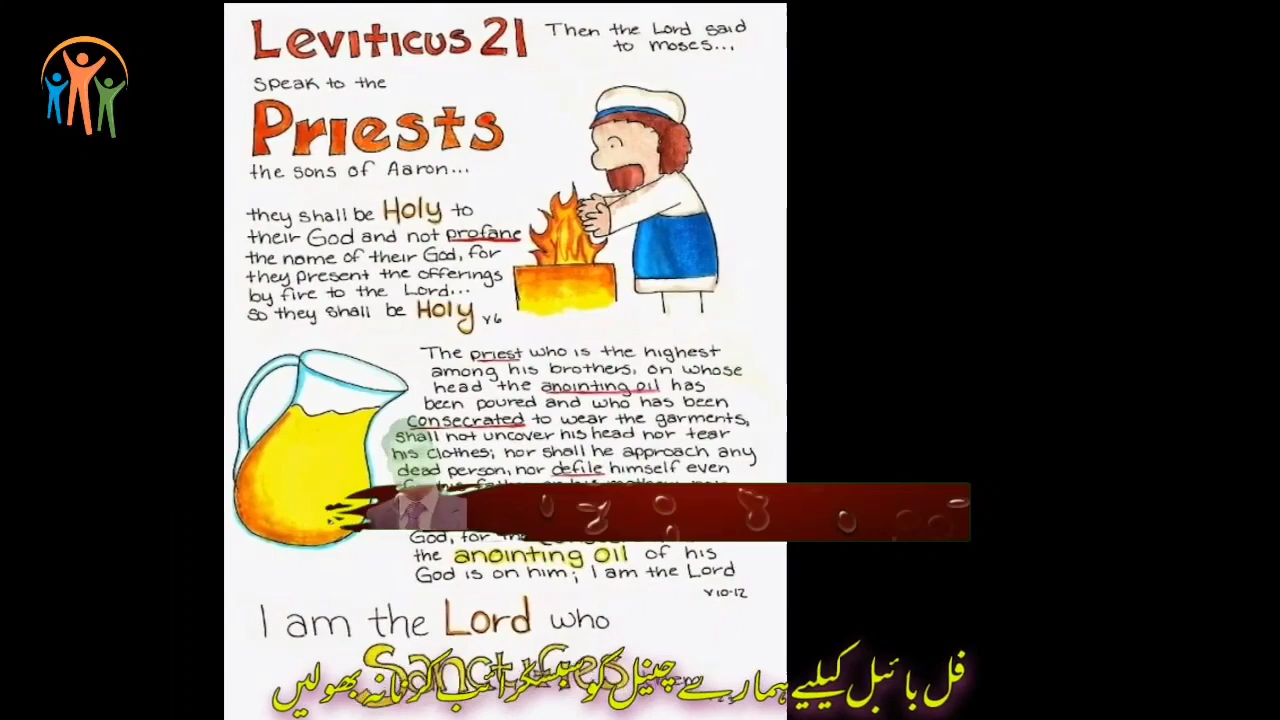 Leviticus 21
Then the Lord said
to moses...
Speak to the
Priests
the sons of Aaron...
they shall be Holy to
their God and not profane
the name of their God, for
they present the offerings
by fire to the Lord...
so they shall be Holy v6
The priest who is the highest
among his brothers, on whose
head the anointing oil has
been poured and who has been
consecrated to wear the garments,
shall not uncover his head nor tear
his clothes; nor shall he approach any
dead person, nor defile himself even
God, for the
the anointing oil of his
God is on him; I am the Lord
v10-12
I am the Lord who
فل بائبل کیلیے ہمارے چینل کو سبسکرائب کرنا نہ بھولیں